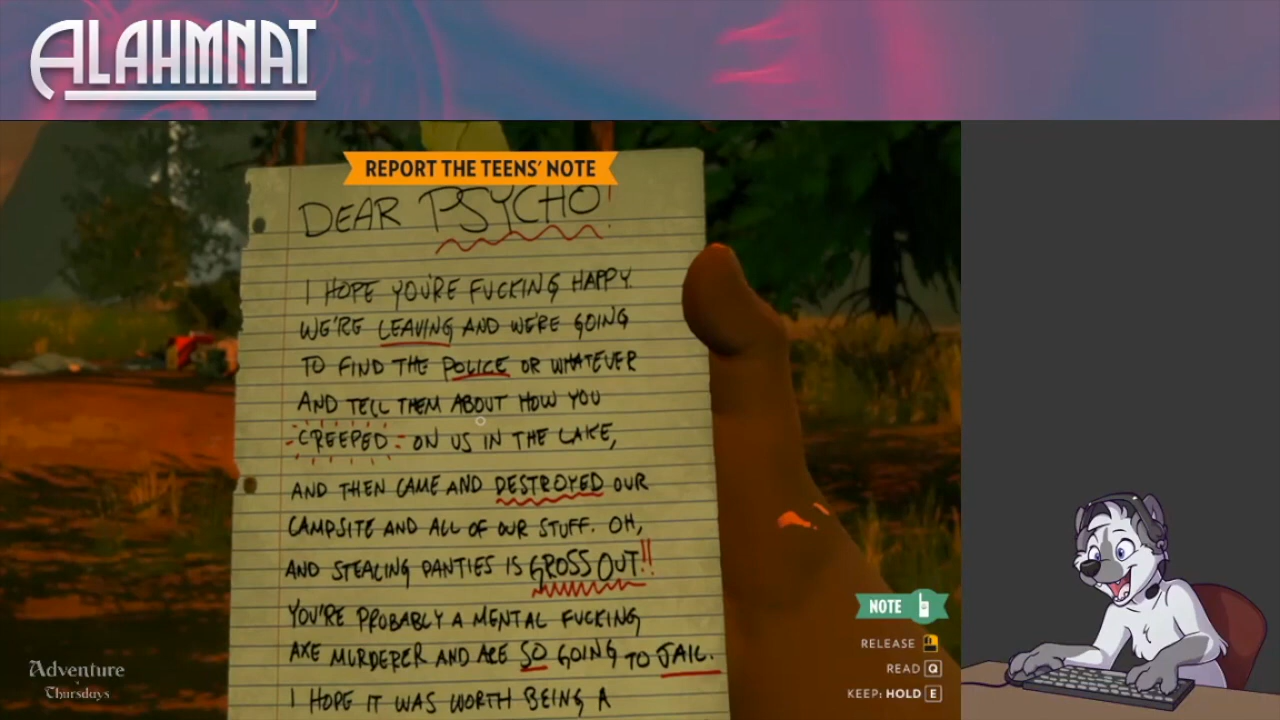 ALAHMNAT
REPORT THE TEENS' NOTE
DEAR PSYCHO!
I HOPE YOU'RE FUCKING HAPPY.
WE'RE LEAVING AND WE'RE GOING
TO FIND THE POLICE OR WHATEVER
AND TELL THEM ABOUT HOW YOU
CREEPED ON US IN THE LAKE,
AND THEN CAME AND DESTROYED OUR
CAMPSITE AND ALL OF OUR STUFF. OH,
AND STEALING PANTIES IS GROSS OUT!!
YOU'RE PROBABLY A MENTAL FUCKING
AXE MURDERER AND ARE SO GOING TO JAIL.
I HOPE IT WAS WORTH BEING A
NOTE
RELEASE
READ Q
KEEP: HOLD E
Adventure
Thursdays